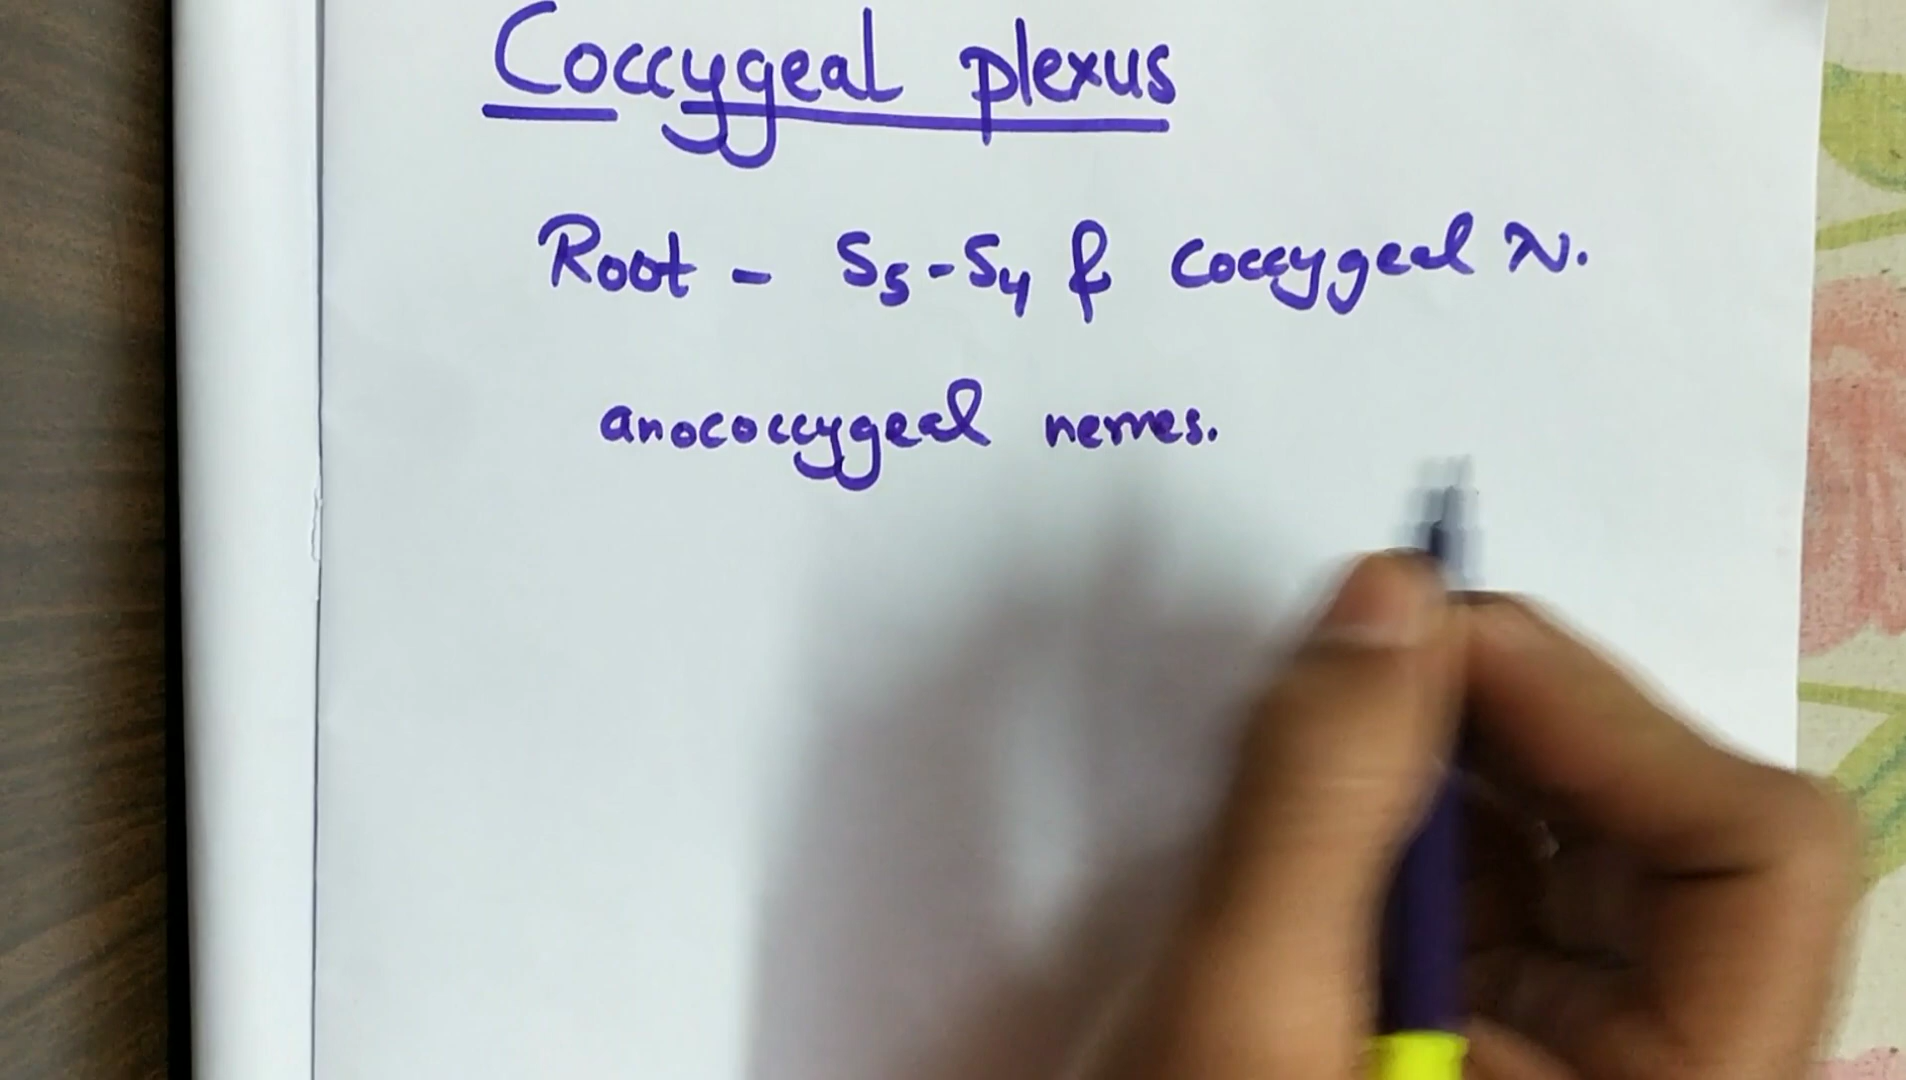 Coccygeal plexus
Root - S5-S4 & Coccygeal N.
anococcygeal nerves.